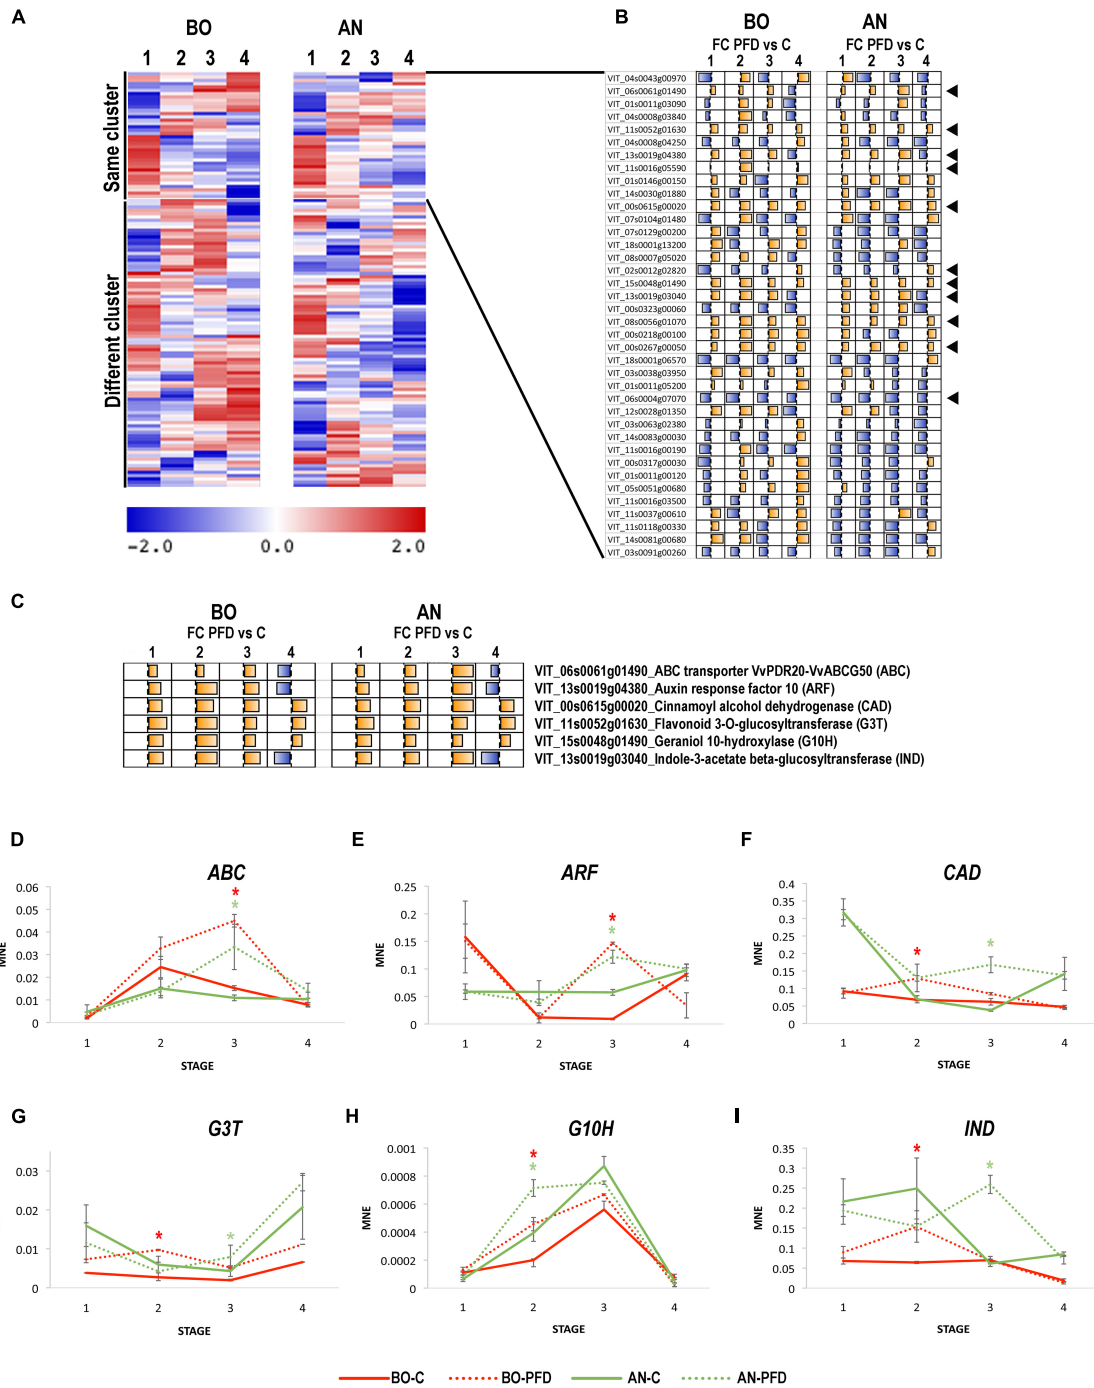 A
BO
AN
1 2 3 4
1 2 3 4
Same cluster
Different cluster
-2.0 0.0 2.0
B
BO
AN
FC PFD vs C
FC PFD vs C
1 2 3 4
1 2 3 4
VIT_04s0043g00970
VIT_06s0061g01490
VIT_01s0011g03090
VIT_04s0008g03840
VIT_11s0052g01630
VIT_04s0008g04250
VIT_13s0019g04380
VIT_11s0016g05590
VIT_01s0146g00150
VIT_14s0030g01880
VIT_00s0615g00020
VIT_07s0104g01480
VIT_07s0129g00200
VIT_18s0001g13200
VIT_08s0007g05020
VIT_02s0012g02820
VIT_15s0048g01490
VIT_13s0019g03040
VIT_00s0323g00060
VIT_08s0056g01070
VIT_00s0218g00100
VIT_00s0267g00050
VIT_18s0001g06570
VIT_03s0038g03950
VIT_01s0011g05200
VIT_06s0004g07070
VIT_12s0028g01350
VIT_03s0063g02380
VIT_14s0083g00030
VIT_11s0016g00190
VIT_00s0317g00030
VIT_01s0011g00120
VIT_05s0051g00680
VIT_11s0016g03500
VIT_11s0037g00610
VIT_11s0118g00330
VIT_14s0081g00680
VIT_03s0091g00260
C
BO
AN
FC PFD vs C
FC PFD vs C
1 2 3 4
1 2 3 4
VIT_06s0061g01490_ABC transporter VvPDR20-VvABCG50 (ABC)
VIT_13s0019g04380_Auxin response factor 10 (ARF)
VIT_00s0615g00020_Cinnamoyl alcohol dehydrogenase (CAD)
VIT_11s0052g01630_Flavonoid 3-O-glucosyltransferase (G3T)
VIT_15s0048g01490_Geraniol 10-hydroxylase (G10H)
VIT_13s0019g03040_Indole-3-acetate beta-glucosyltransferase (IND)
D
ABC
MNE
0.06
0.05
0.04
0.03
0.02
0.01
0
*
*
1 2 3 4
STAGE
E
ARF
MNE
0.25
0.2
0.15
0.1
0.05
0
*
*
1 2 3 4
STAGE
F
CAD
MNE
0.4
0.35
0.3
0.25
0.2
0.15
0.1
0.05
0
*
*
1 2 3 4
STAGE
G
G3T
MNE
0.03
0.02
0.01
0
*
*
1 2 3 4
STAGE
H
G10H
MNE
0.001
0.0008
0.0006
0.0004
0.0002
0
*
*
1 2 3 4
STAGE
I
IND
MNE
0.35
0.3
0.25
0.2
0.15
0.1
0.05
0
*
*
1 2 3 4
STAGE
BO-C BO-PFD AN-C AN-PFD